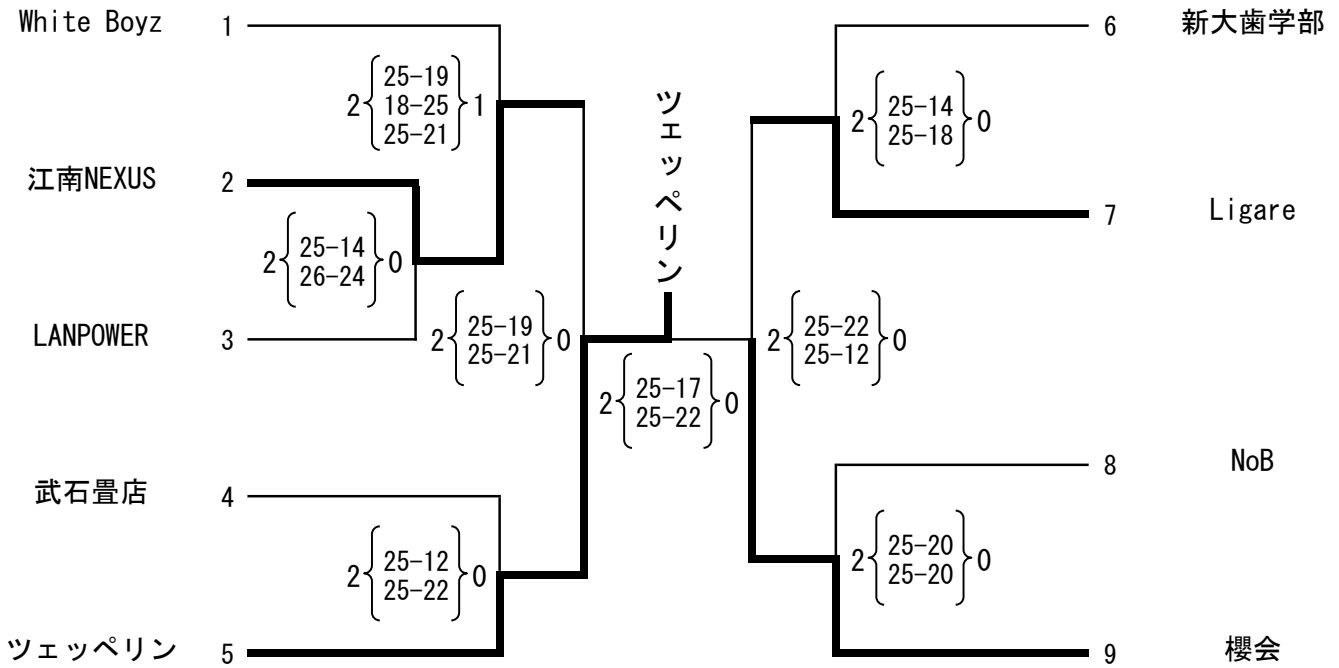 White Boyz 1
2 25-19 1
18-25
25-21
江南NEXUS 2
2 25-14 0
26-24
LANPOWER 3
2 25-19 0
25-21
武石畳店 4
2 25-12 0
25-22
ツェッペリン 5
ツェッペリン
2 25-17 0
25-22
6 新大歯学部
2 25-14 0
25-18
7 Ligare
2 25-22 0
25-12
8 NoB
2 25-20 0
25-20
9 櫻会